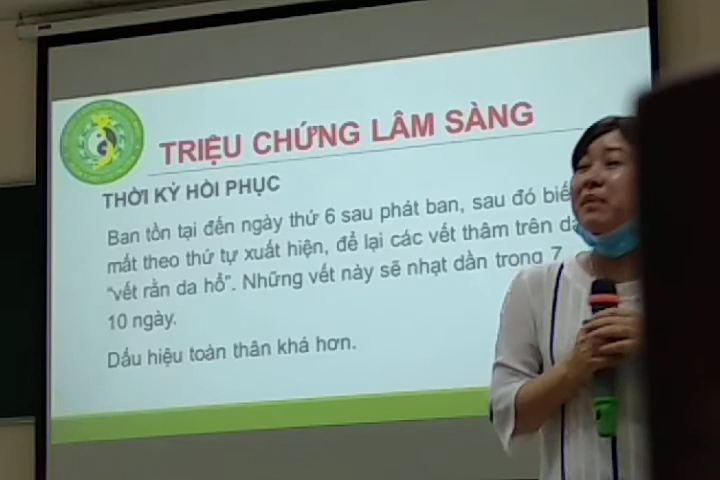 TRIỆU CHỨNG LÂM SÀNG
THỜI KỲ HỒI PHỤC
Ban tồn tại đến ngày thứ 6 sau phát ban, sau đó biế
mất theo thứ tự xuất hiện, để lại các vết thâm trên da
“vết rằn da hổ”. Những vết này sẽ nhạt dần trong 7
10 ngày.
Dấu hiệu toàn thân khá hơn.